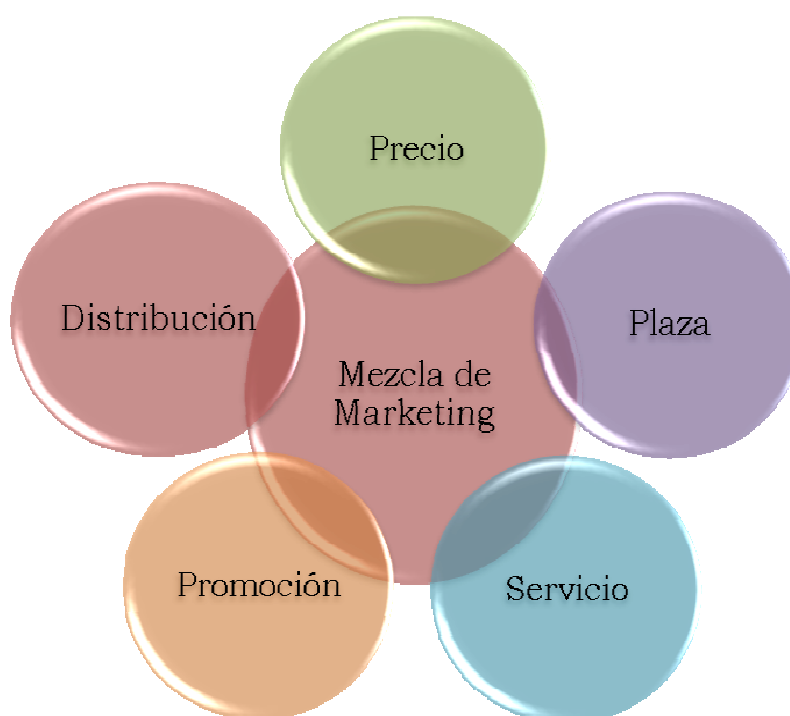 Precio
Distribución
Plaza
Mezcla de
Marketing
Promoción
Servicio